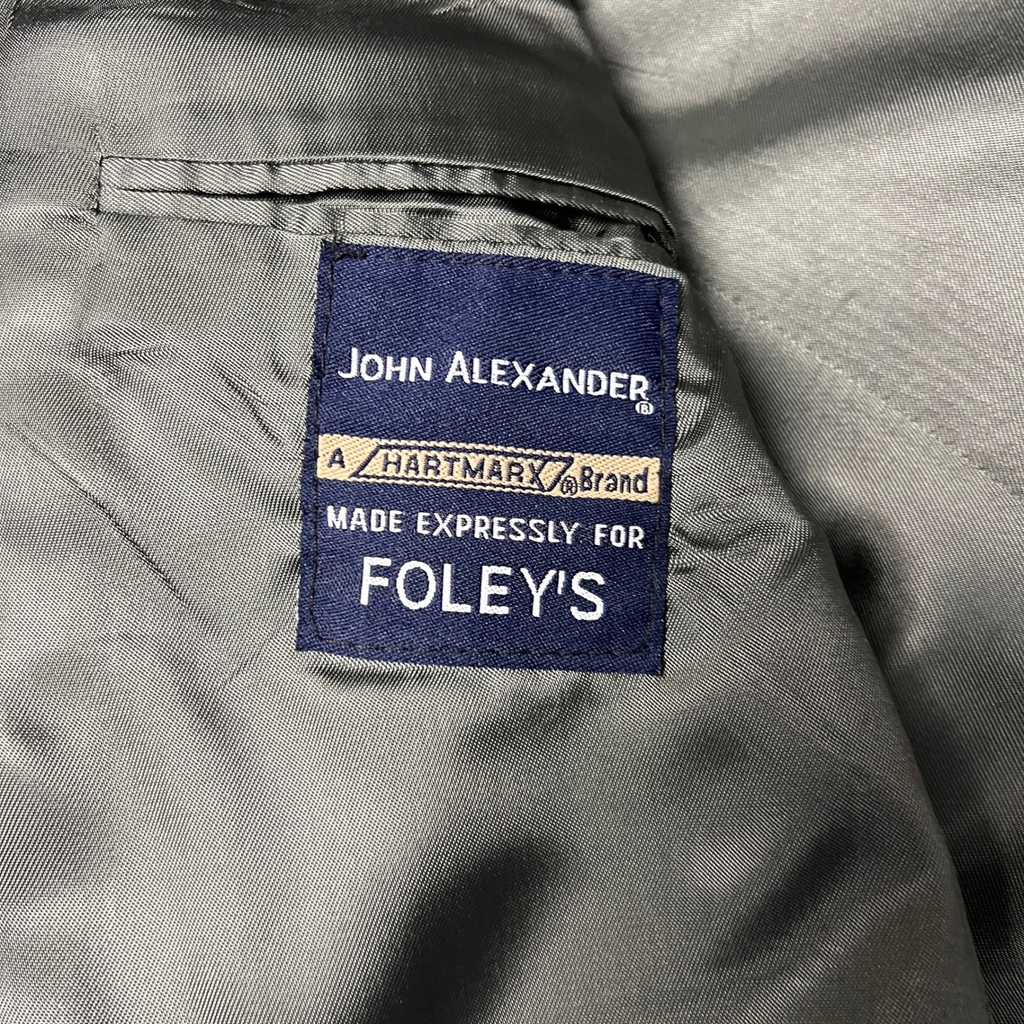 JOHN ALEXANDER®
A HARTMARX® Brand
MADE EXPRESSLY FOR
FOLEY'S